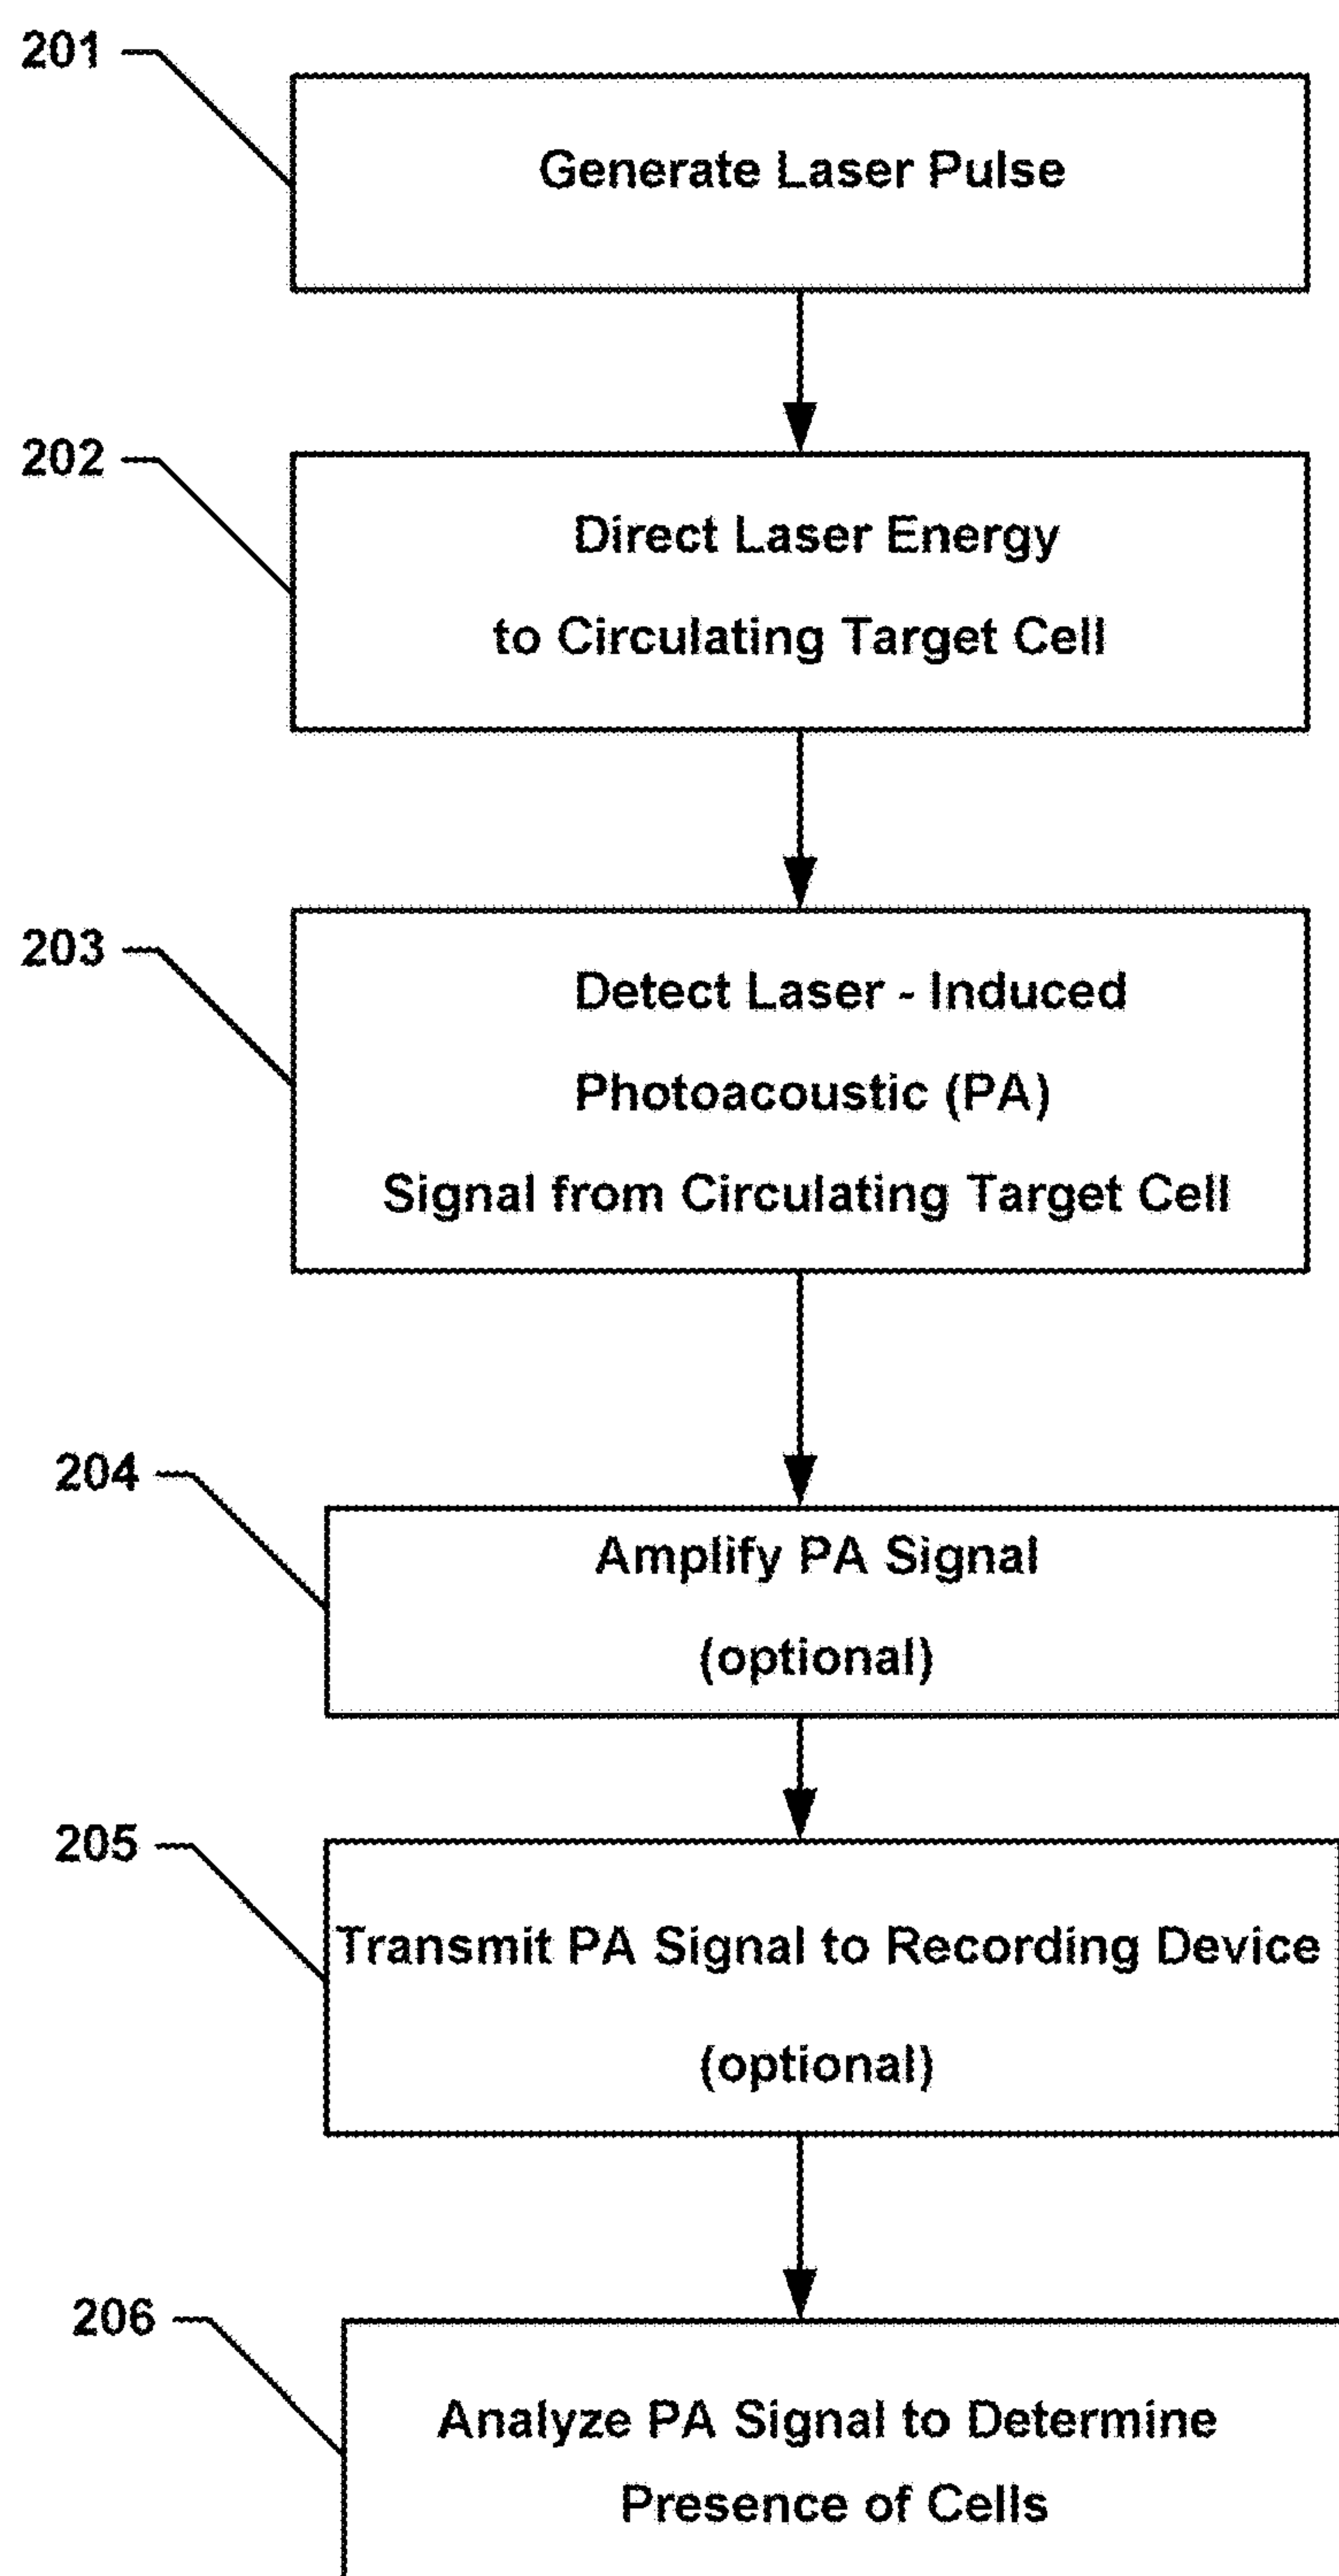 201
Generate Laser Pulse
202
Direct Laser Energy
to Circulating Target Cell
203
Detect Laser - Induced
Photoacoustic (PA)
Signal from Circulating Target Cell
204
Amplify PA Signal
(optional)
205
Transmit PA Signal to Recording Device
(optional)
206
Analyze PA Signal to Determine
Presence of Cells